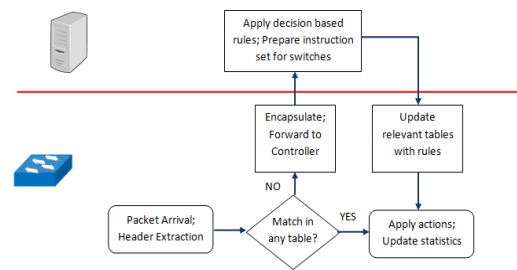 Apply decision based
rules; Prepare instruction
set for switches
Encapsulate;
Forward to
Controller
Update
relevant tables
with rules
NO
Packet Arrival;
Header Extraction
Match in
any table?
YES
Apply actions;
Update statistics